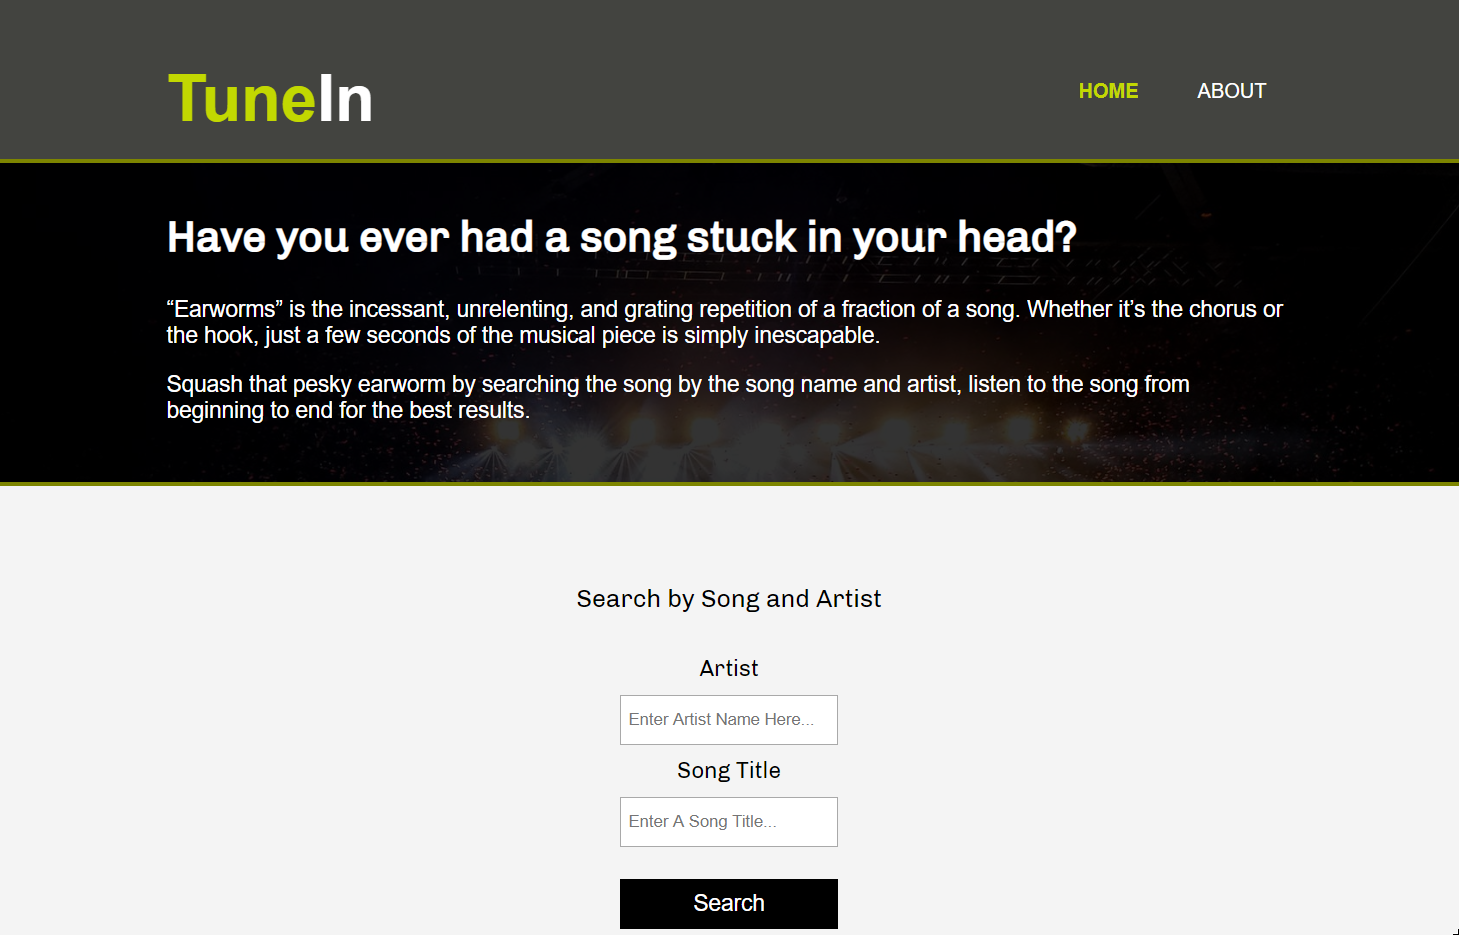 TuneIn
HOME
ABOUT
Have you ever had a song stuck in your head?
“Earworms” is the incessant, unrelenting, and grating repetition of a fraction of a song. Whether it’s the chorus or
the hook, just a few seconds of the musical piece is simply inescapable.
Squash that pesky earworm by searching the song by the song name and artist, listen to the song from
beginning to end for the best results.
Search by Song and Artist
Artist
Enter Artist Name Here...
Song Title
Enter A Song Title...
Search